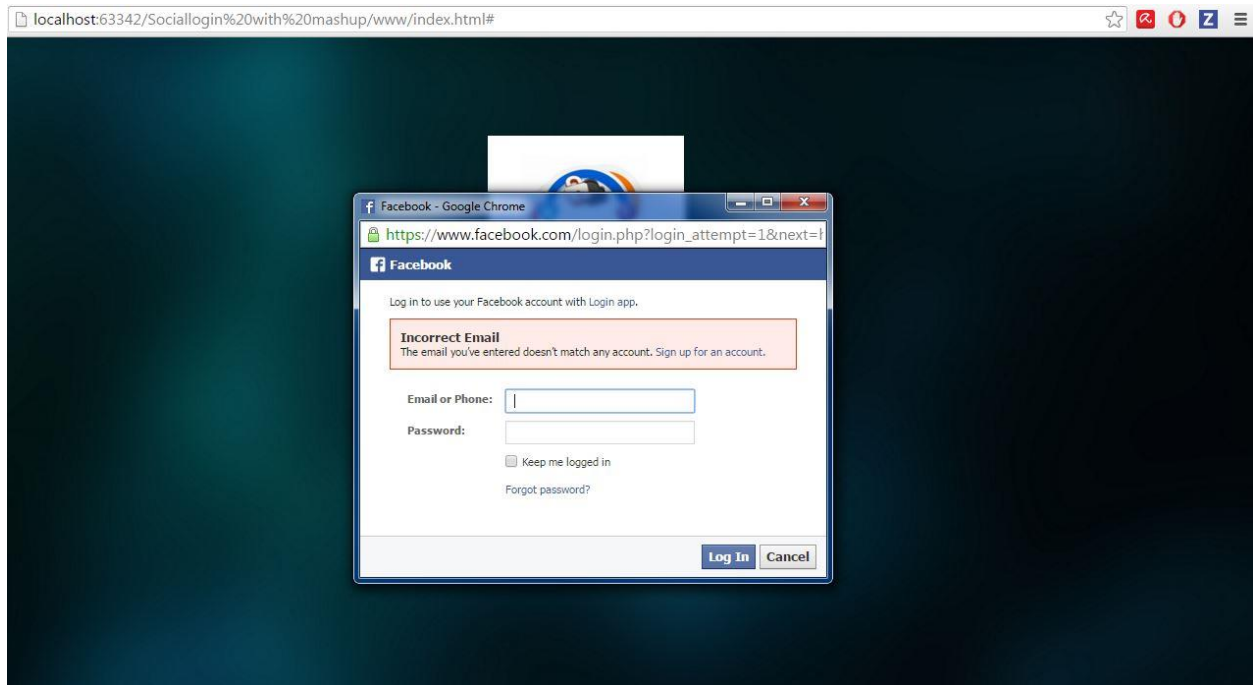 localhost:63342/Sociallogin%20with%20mashup/www/index.html#
Z
Facebook - Google Chrome
https://www.facebook.com/login.php?login_attempt=1&next=h
Facebook
Log in to use your Facebook account with Login app.
Incorrect Email
The email you've entered doesn't match any account. Sign up for an account.
Email or Phone:
Password:
Keep me logged in
Forgot password?
Log In Cancel